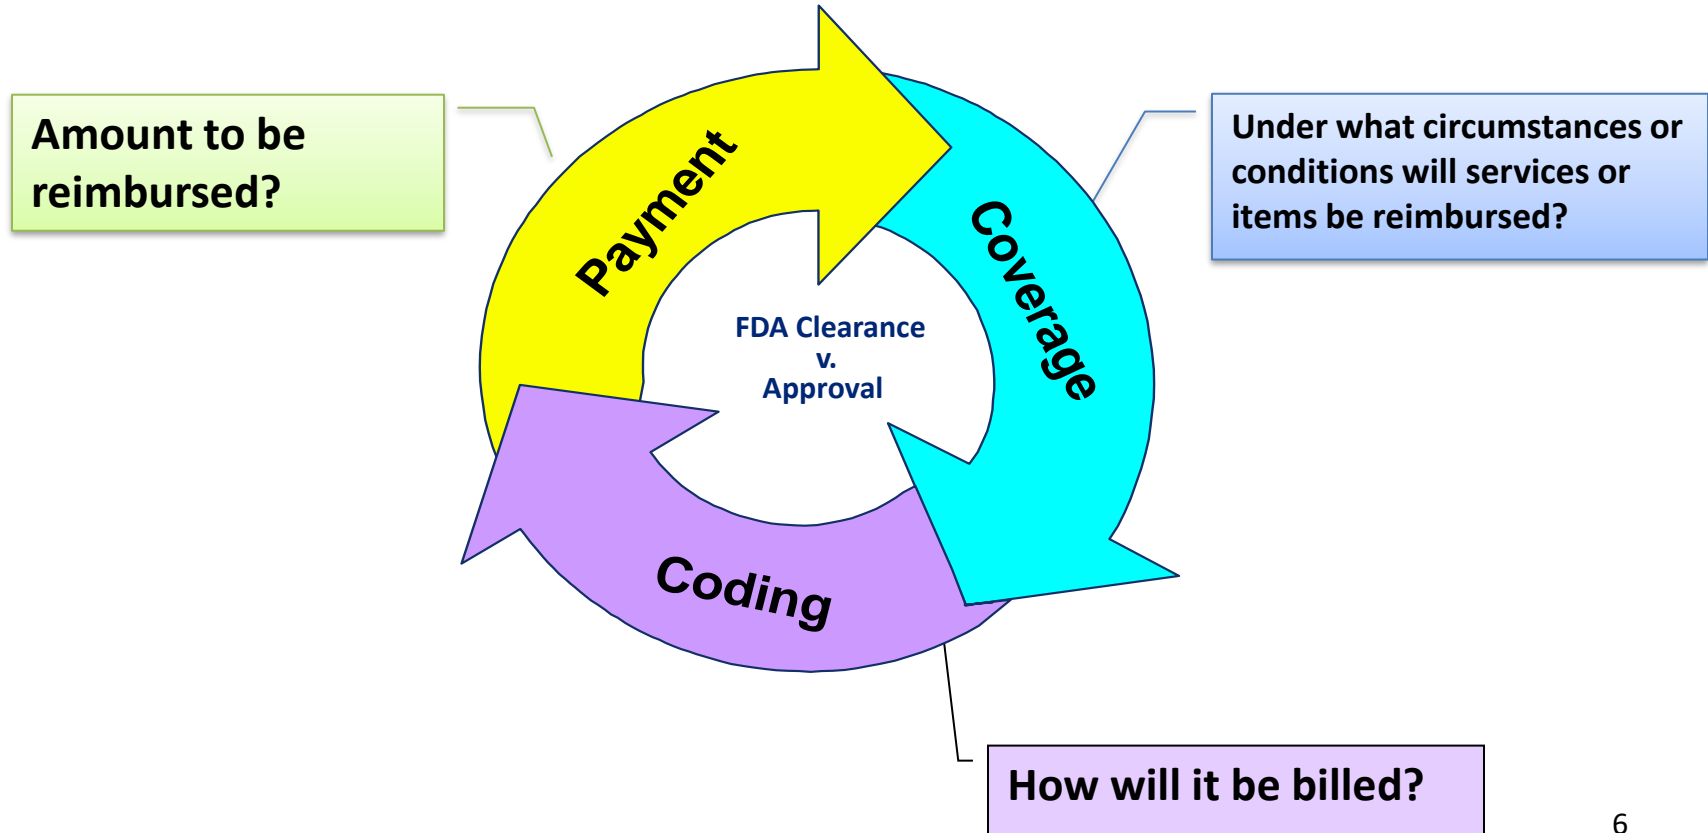 Amount to be
reimbursed?
Payment
Coverage
Under what circumstances or
conditions will services or
items be reimbursed?
FDA Clearance
v.
Approval
Coding
How will it be billed?
6